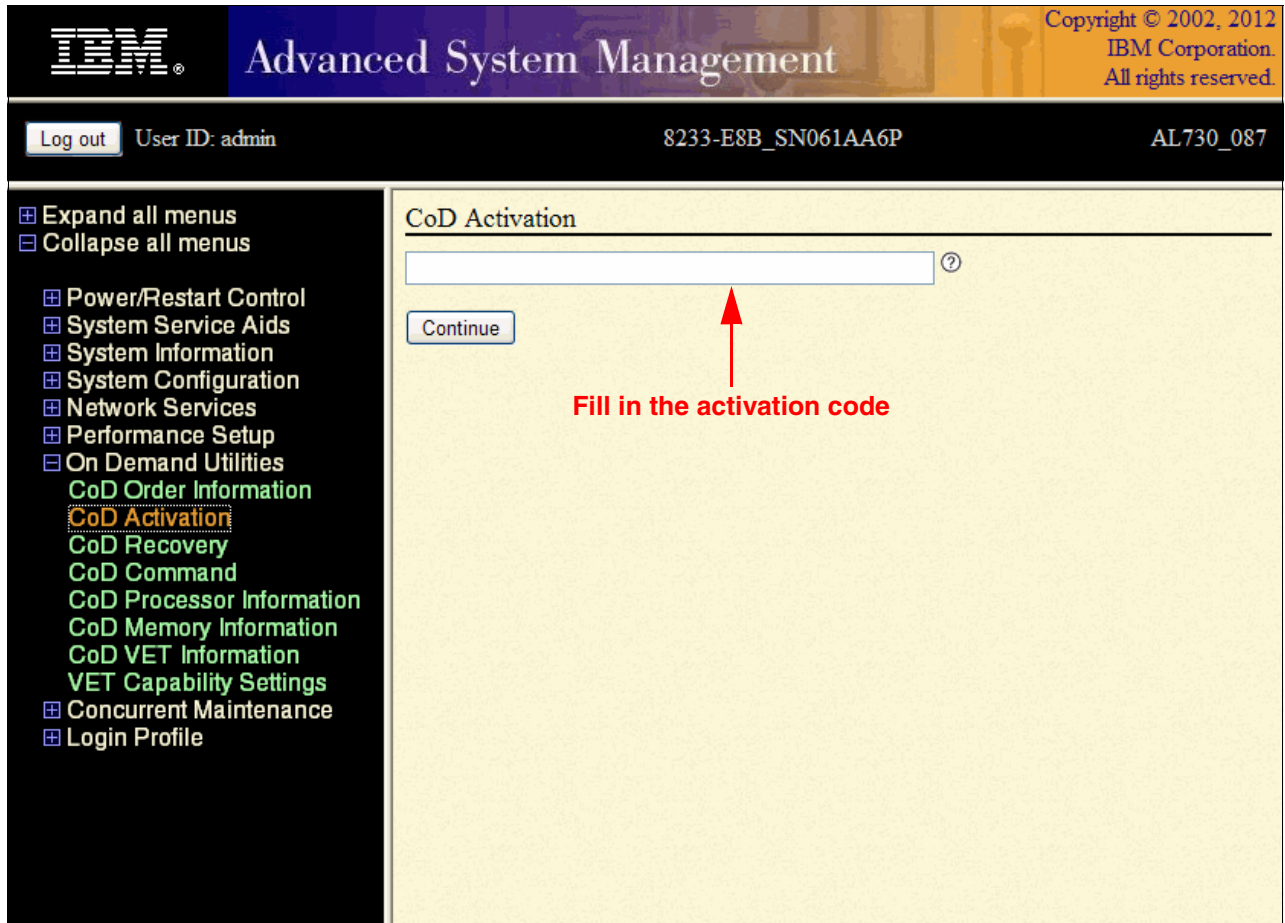 IBM®
Advanced System Management
Copyright © 2002, 2012
IBM Corporation.
All rights reserved.
Log out User ID: admin 8233-E8B_SN061AA6P AL730_087
Expand all menus
Collapse all menus
Power/Restart Control
System Service Aids
System Information
System Configuration
Network Services
Performance Setup
On Demand Utilities
CoD Order Information
CoD Activation
CoD Recovery
CoD Command
CoD Processor Information
CoD Memory Information
CoD VET Information
VET Capability Settings
Concurrent Maintenance
Login Profile
CoD Activation
?
Continue
Fill in the activation code